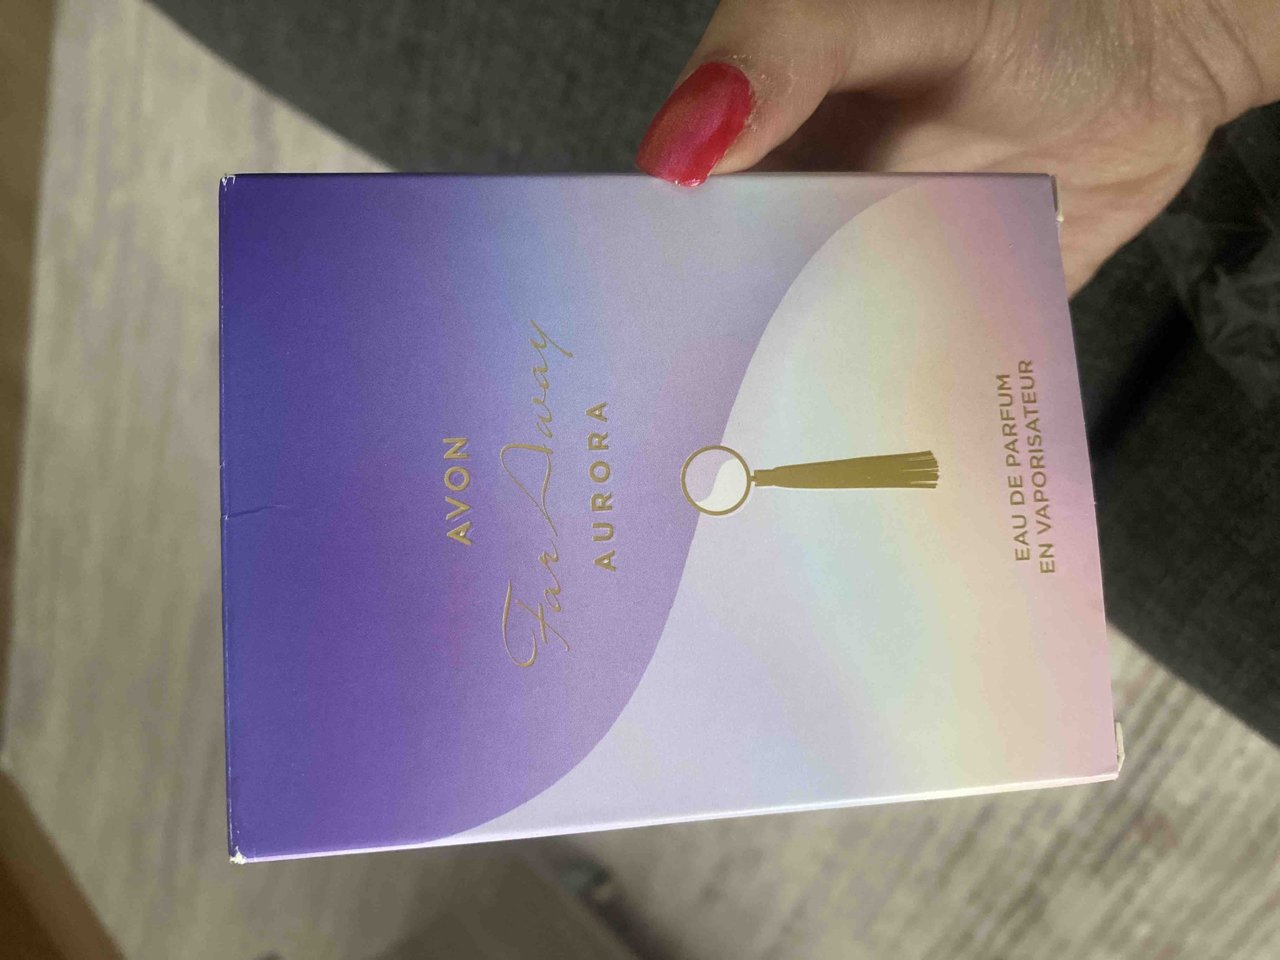 AVON
Far Away
AURORA
EAU DE PARFUM
EN VAPORISATEUR